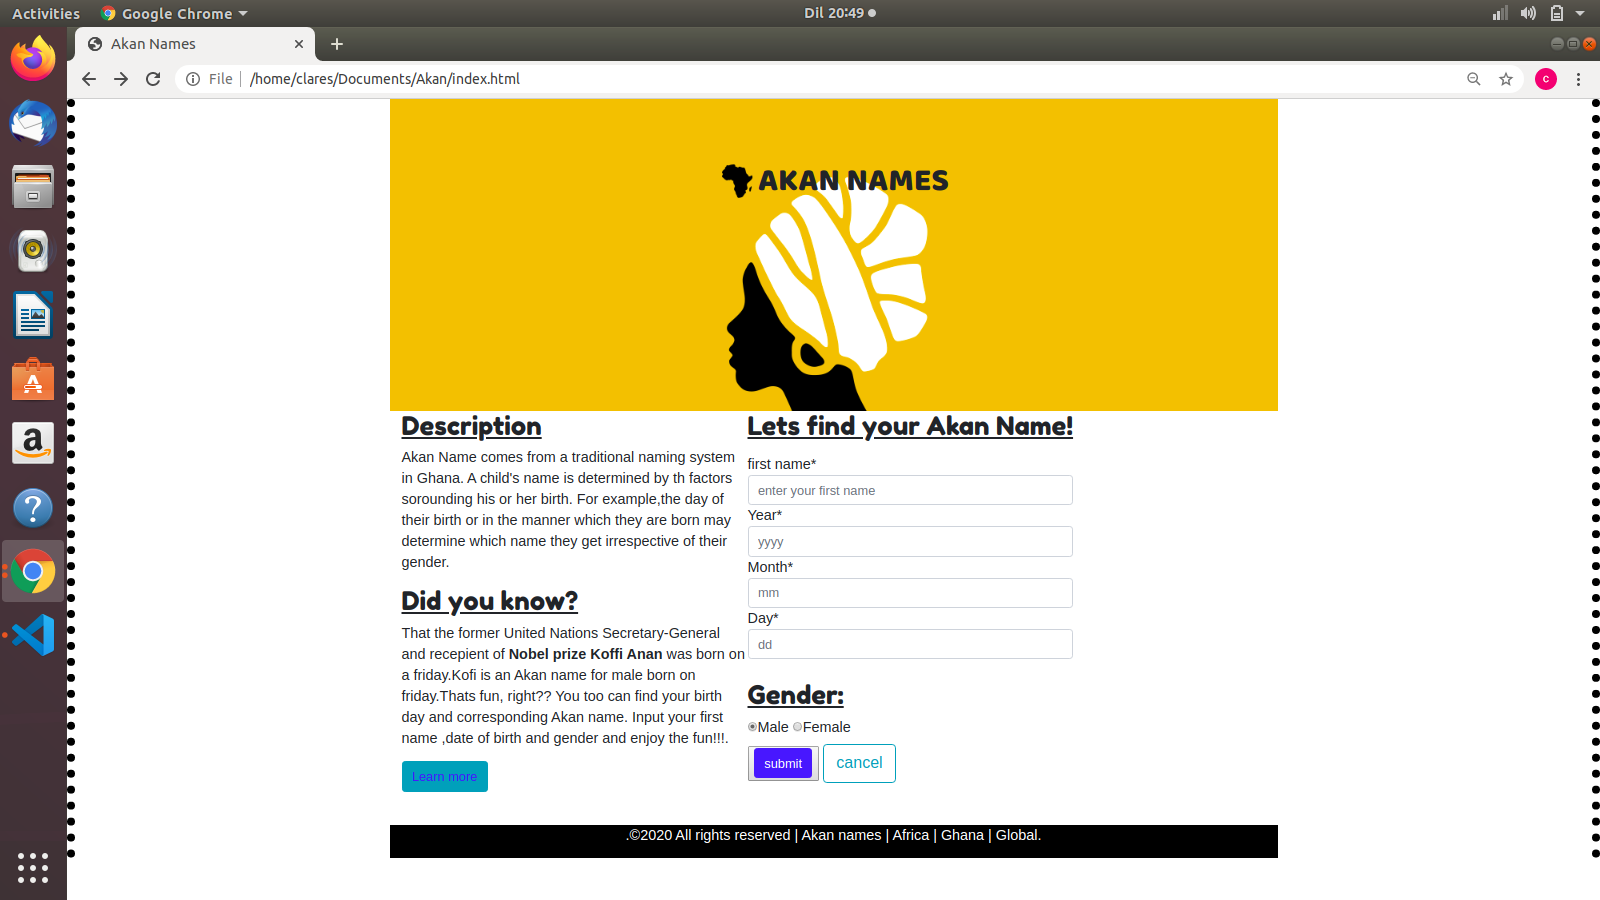 Activities
Google Chrome
Dil 20:49
Akan Names
File
/home/clares/Documents/Akan/index.html
c
AKAN NAMES
Description
Akan Name comes from a traditional naming system
in Ghana. A child's name is determined by th factors
sorounding his or her birth. For example,the day of
their birth or in the manner which they are born may
determine which name they get irrespective of their
gender.
Did you know?
That the former United Nations Secretary-General
and recepient of Nobel prize Koffi Anan was born on
a friday.Kofi is an Akan name for male born on
friday.Thats fun, right?? You too can find your birth
day and corresponding Akan name. Input your first
name ,date of birth and gender and enjoy the fun!!!.
Learn more
Lets find your Akan Name!
first name*
enter your first name
Year*
yyyy
Month*
mm
Day*
dd
Gender:
Male Female
submit cancel
.©2020 All rights reserved | Akan names | Africa | Ghana | Global.